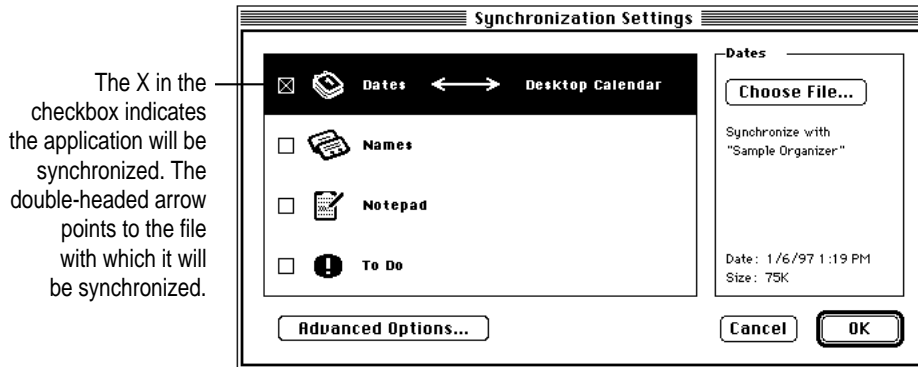 Synchronization Settings
The X in the
checkbox indicates
the application will be
synchronized. The
double-headed arrow
points to the file
with which it will
be synchronized.
Dates Desktop Calendar
Names
Notepad
To Do
Dates
Choose File...
Synchronize with
"Sample Organizer"
Date: 1/6/97 1:19 PM
Size: 75K
Advanced Options...
Cancel OK